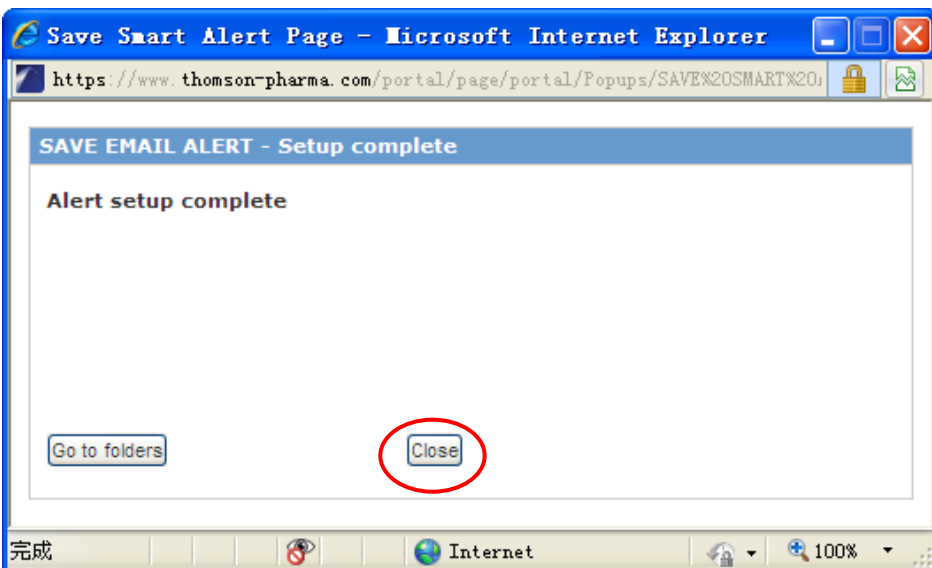 Save Smart Alert Page - Microsoft Internet Explorer
https://www.thomson-pharma.com/portal/page/portal/Popups/SAVE%20SMART%20
SAVE EMAIL ALERT - Setup complete
Alert setup complete
Go to folders Close
完成 Internet 100%